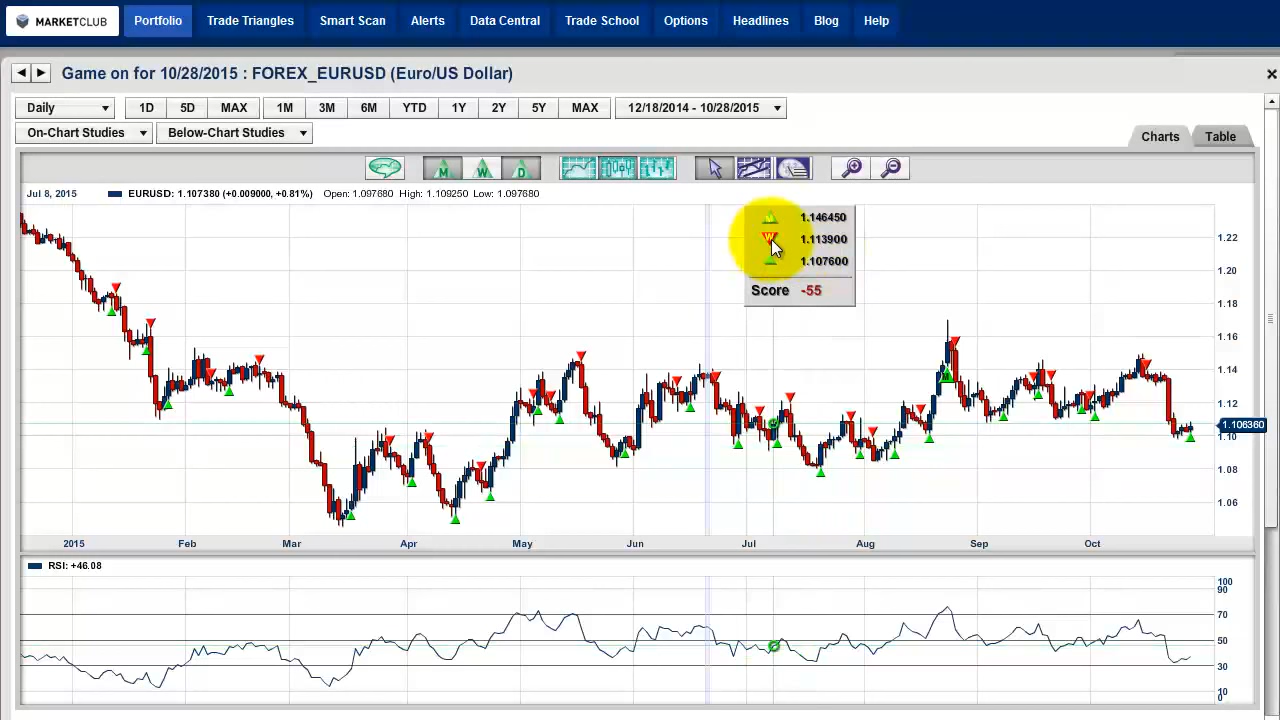 MARKETCLUB Portfolio Trade Triangles Smart Scan Alerts Data Central Trade School Options Headlines Blog Help
Game on for 10/28/2015 : FOREX_EURUSD (Euro/US Dollar)
Daily 1D 5D MAX 1M 3M 6M YTD 1Y 2Y 5Y MAX 12/18/2014 - 10/28/2015
On-Chart Studies Below-Chart Studies Charts Table
M W D
Jul 8, 2015 EURUSD: 1.107380 (+0.009000, +0.81%) Open: 1.097680 High: 1.109250 Low: 1.097680
1.146450
W 1.113900
1.107600
Score -55
1.22
1.20
1.18
1.16
1.14
1.12
1.106360
1.10
1.08
1.06
2015 Feb Mar Apr May Jun Jul Aug Sep Oct
RSI: +46.08
100
90
70
50
30
10
0